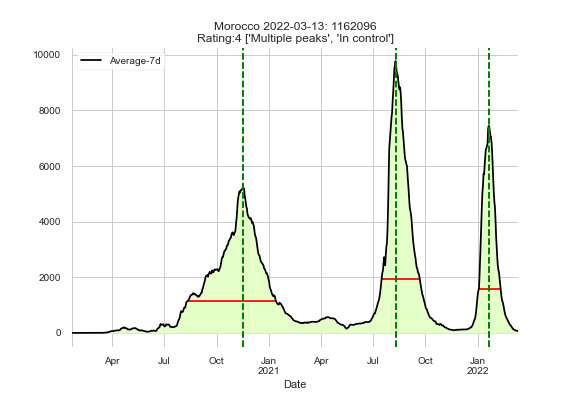 Morocco 2022-03-13: 1162096
Rating:4 ['Multiple peaks', 'In control']
Average-7d
10000
8000
6000
4000
2000
0
Apr Jul Oct Jan Apr Jul Oct Jan
2021 2022
Date